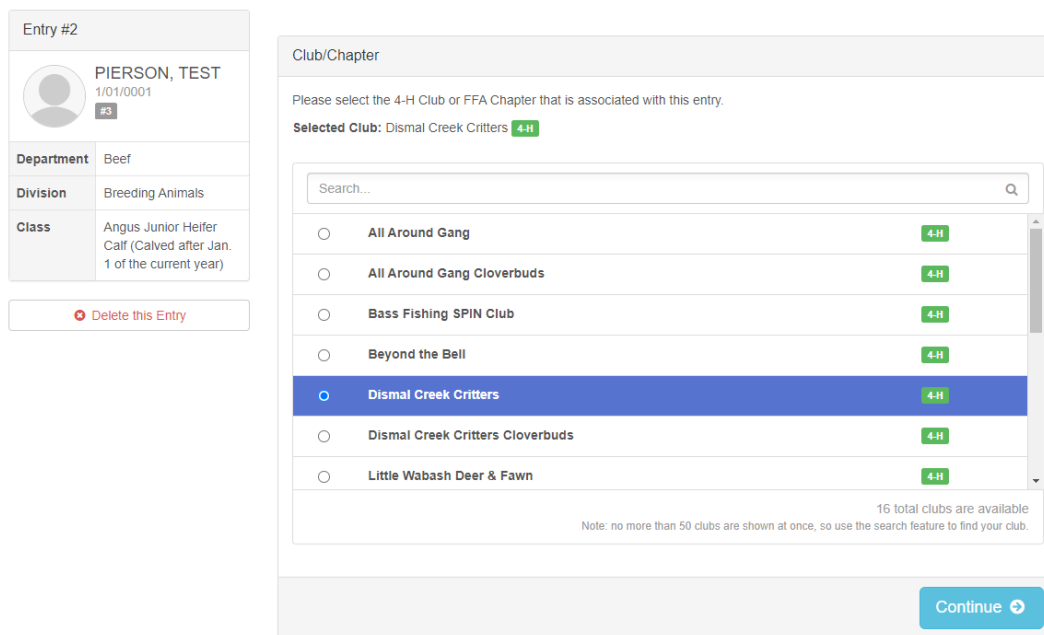 Entry #2
PIERSON, TEST
1/01/0001
#3
Department Beef
Division Breeding Animals
Class Angus Junior Heifer
Calf (Calved after Jan.
1 of the current year)
Delete this Entry
Club/Chapter
Please select the 4-H Club or FFA Chapter that is associated with this entry.
Selected Club: Dismal Creek Critters 4-H
Search...
All Around Gang 4-H
All Around Gang Cloverbuds 4-H
Bass Fishing SPIN Club 4-H
Beyond the Bell 4-H
Dismal Creek Critters 4-H
Dismal Creek Critters Cloverbuds 4-H
Little Wabash Deer & Fawn 4-H
16 total clubs are available
Note: no more than 50 clubs are shown at once, so use the search feature to find your club.
Continue